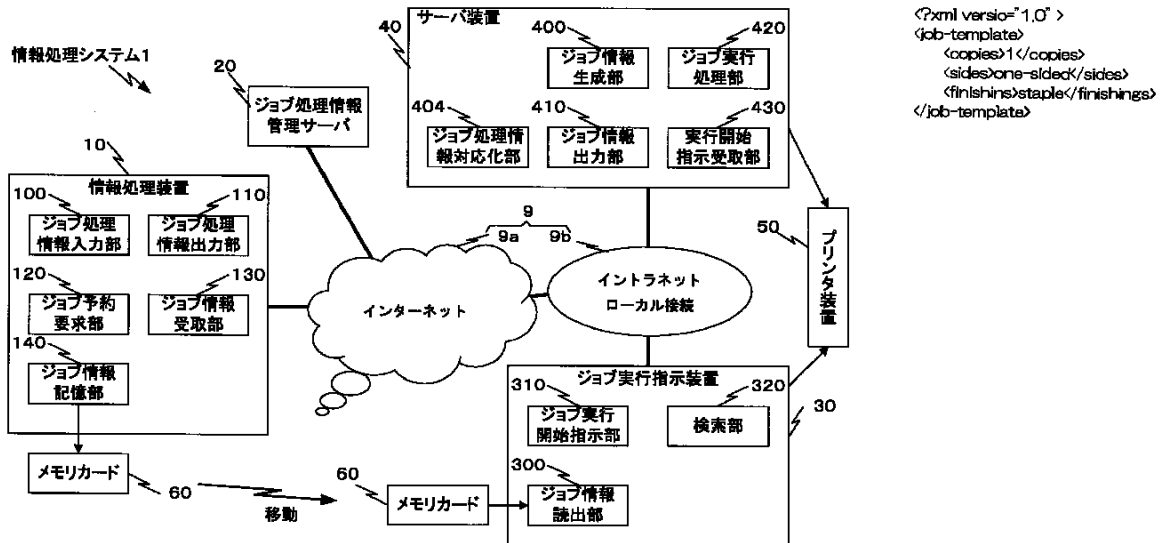 情報処理システム1
20
ジョブ処理情報
管理サーバ
10
情報処理装置
100
ジョブ処理
情報入力部
110
ジョブ処理
情報出力部
120
ジョブ予約
要求部
130
ジョブ情報
受取部
140
ジョブ情報
記憶部
メモリカード
60
移動
60
メモリカード
インターネット
9
9a
9b
イントラネット
ローカル接続
40
サーバ装置
400
ジョブ情報
生成部
420
ジョブ実行
処理部
404
ジョブ処理情
報対応化部
410
ジョブ情報
出力部
430
実行開始
指示受取部
50
プリンタ装置
ジョブ実行指示装置
310
ジョブ実行
開始指示部
320
検索部
30
300
ジョブ情報
読出部
<?xml versio="1.0" >
<job-template>
<copies>1</copies>
<sides>one-sided</sides>
<finishins>staple</finishings>
</job-template>